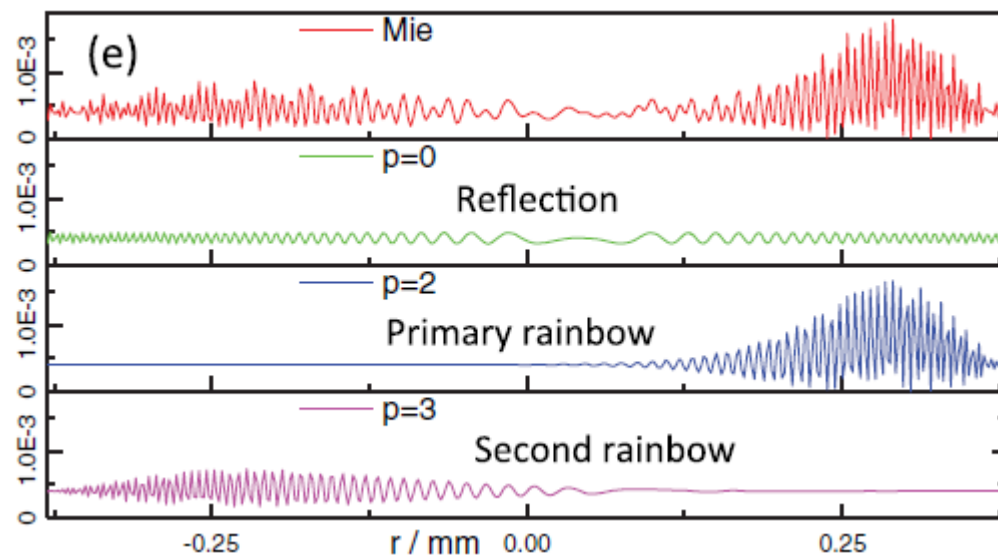 (e)
Mie
1.0E-3
0
p=0
Reflection
1.0E-3
0
p=2
Primary rainbow
1.0E-3
0
p=3
Second rainbow
1.0E-3
0
-0.25
r / mm
0.00
0.25